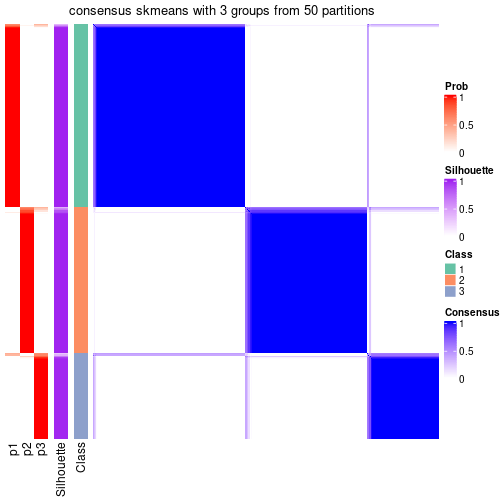 consensus skmeans with 3 groups from 50 partitions
Prob
1
0.5
0
Silhouette
1
0.5
0
Class
1
2
3
Consensus
1
0.5
0
p1
p2
p3
Silhouette
Class